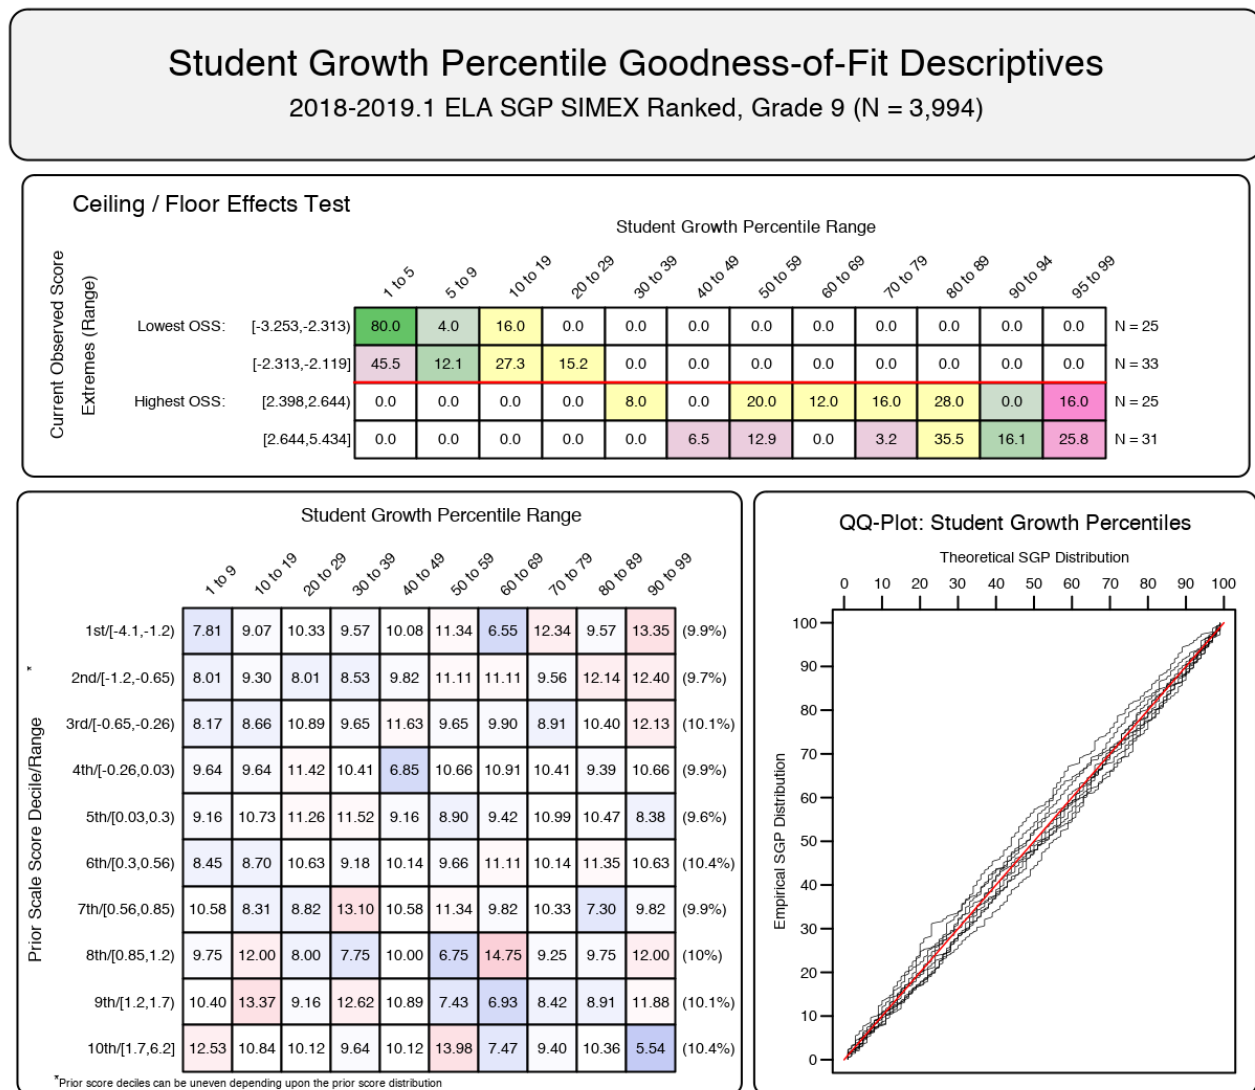 Student Growth Percentile Goodness-of-Fit Descriptives
2018-2019.1 ELA SGP SIMEX Ranked, Grade 9 (N = 3,994)
Ceiling / Floor Effects Test
Student Growth Percentile Range
Current Observed Score
Extremes (Range)
1 to 5 5 to 9 10 to 19 20 to 29 30 to 39 40 to 49 50 to 59 60 to 69 70 to 79 80 to 89 90 to 94 95 to 99
Lowest OSS: [-3.253,-2.313) 80.0 4.0 16.0 0.0 0.0 0.0 0.0 0.0 0.0 0.0 0.0 0.0 N = 25
[-2.313,-2.119] 45.5 12.1 27.3 15.2 0.0 0.0 0.0 0.0 0.0 0.0 0.0 0.0 N = 33
Highest OSS: [2.398,2.644) 0.0 0.0 0.0 0.0 8.0 0.0 20.0 12.0 16.0 28.0 0.0 16.0 N = 25
[2.644,5.434] 0.0 0.0 0.0 0.0 0.0 6.5 12.9 0.0 3.2 35.5 16.1 25.8 N = 31
Student Growth Percentile Range
Prior Scale Score Decile/Range *
1 to 9 10 to 19 20 to 29 30 to 39 40 to 49 50 to 59 60 to 69 70 to 79 80 to 89 90 to 99
1st/[-4.1,-1.2) 7.81 9.07 10.33 9.57 10.08 11.34 6.55 12.34 9.57 13.35 (9.9%)
2nd/[-1.2,-0.65) 8.01 9.30 8.01 8.53 9.82 11.11 11.11 9.56 12.14 12.40 (9.7%)
3rd/[-0.65,-0.26) 8.17 8.66 10.89 9.65 11.63 9.65 9.90 8.91 10.40 12.13 (10.1%)
4th/[-0.26,0.03) 9.64 9.64 11.42 10.41 6.85 10.66 10.91 10.41 9.39 10.66 (9.9%)
5th/[0.03,0.3) 9.16 10.73 11.26 11.52 9.16 8.90 9.42 10.99 10.47 8.38 (9.6%)
6th/[0.3,0.56) 8.45 8.70 10.63 9.18 10.14 9.66 11.11 10.14 11.35 10.63 (10.4%)
7th/[0.56,0.85) 10.58 8.31 8.82 13.10 10.58 11.34 9.82 10.33 7.30 9.82 (9.9%)
8th/[0.85,1.2) 9.75 12.00 8.00 7.75 10.00 6.75 14.75 9.25 9.75 12.00 (10%)
9th/[1.2,1.7) 10.40 13.37 9.16 12.62 10.89 7.43 6.93 8.42 8.91 11.88 (10.1%)
10th/[1.7,6.2] 12.53 10.84 10.12 9.64 10.12 13.98 7.47 9.40 10.36 5.54 (10.4%)
*Prior score deciles can be uneven depending upon the prior score distribution
QQ-Plot: Student Growth Percentiles
Theoretical SGP Distribution
0 10 20 30 40 50 60 70 80 90 100
Empirical SGP Distribution
100
90
80
70
60
50
40
30
20
10
0